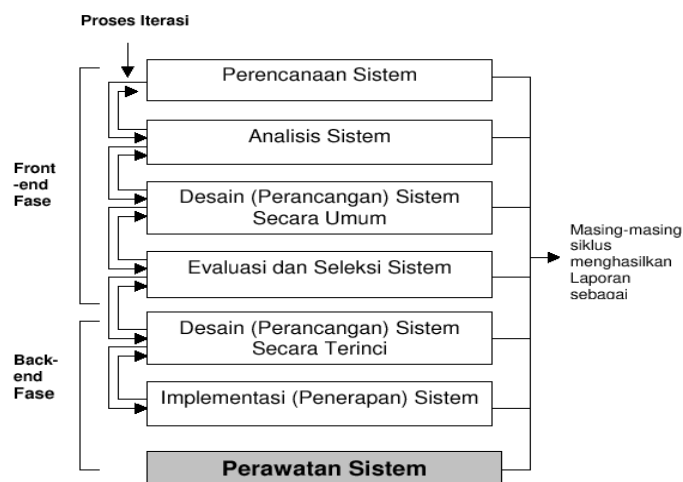 Proses Iterasi
Perencanaan Sistem
Analisis Sistem
Front
-end
Fase
Desain (Perancangan) Sistem
Secara Umum
Evaluasi dan Seleksi Sistem
Masing-masing
siklus
menghasilkan
Laporan
sebagai
Desain (Perancangan) Sistem
Secara Terinci
Back-
end
Fase
Implementasi (Penerapan) Sistem
Perawatan Sistem